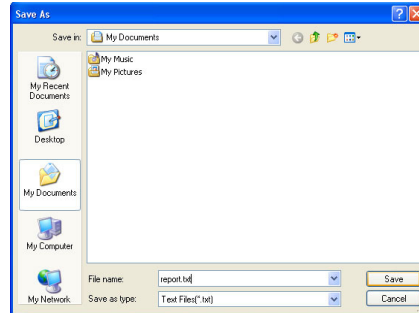 Save As
Save in:
My Documents
My Music
My Pictures
My Recent
Documents
Desktop
My Documents
My Computer
My Network
File name:
report.txt
Save
Save as type:
Text Files(*.txt)
Cancel